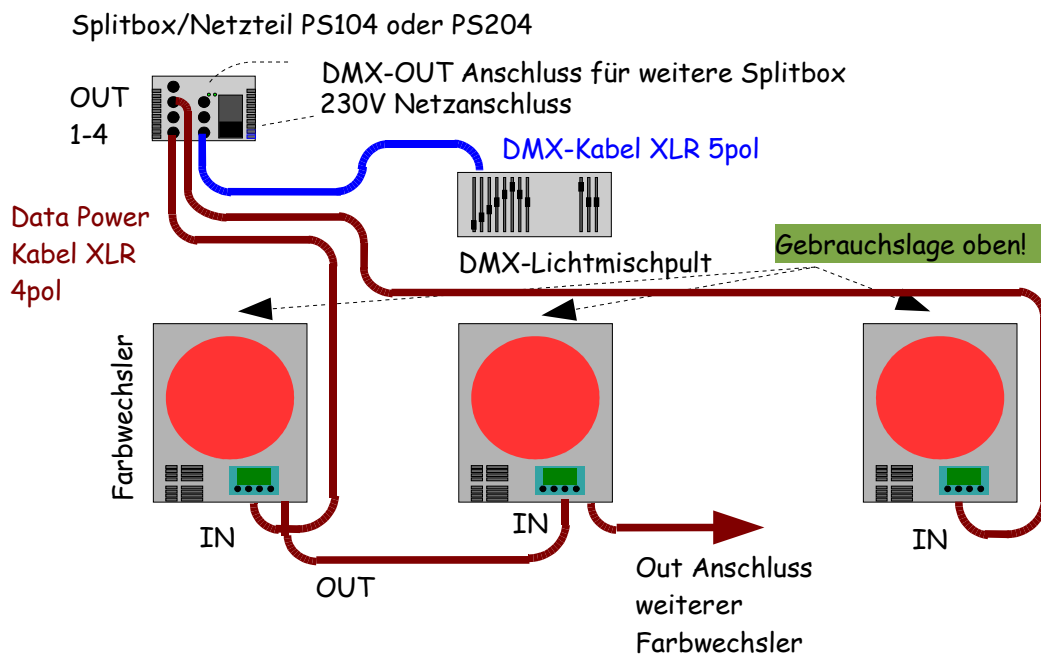 Splitbox/Netzteil PS104 oder PS204
DMX-OUT Anschluss für weitere Splitbox
230V Netzanschluss
OUT
1-4
DMX-Kabel XLR 5pol
Data Power
Kabel XLR
4pol
DMX-Lichtmischpult
Gebrauchslage oben!
Farbwechsler
IN
IN
IN
OUT
Out Anschluss
weiterer
Farbwechsler